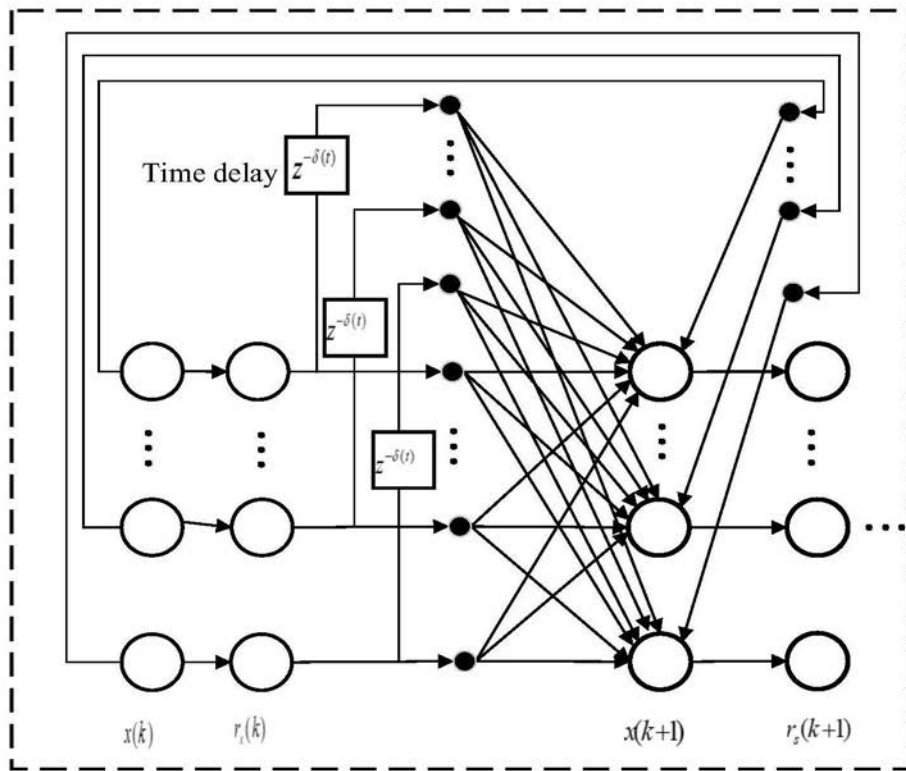 Time delay
z^{-δ(t)}
z^{-δ(t)}
z^{-δ(t)}
x(k) r_s(k) x(k+1) r_s(k+1)